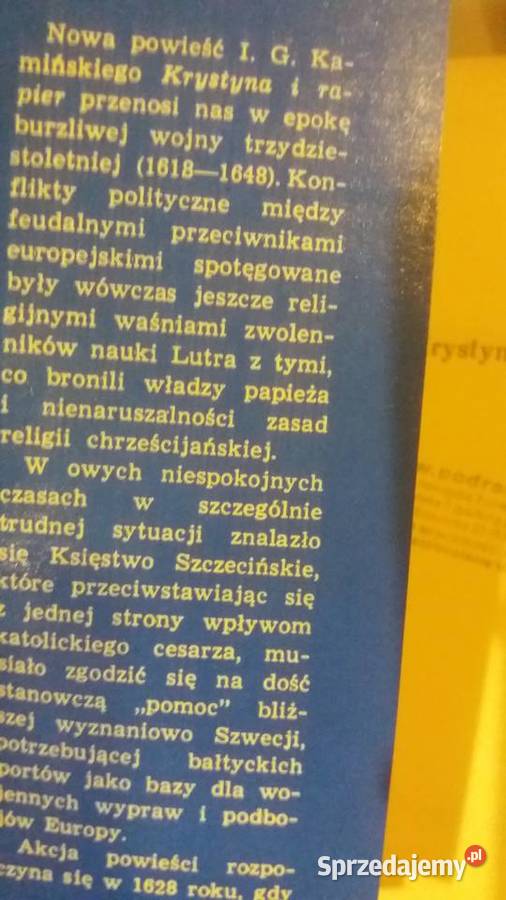 Nowa powieść I. G. Ka-
mińskiego Krystyna i ra-
pier przenosi nas w epokę
burzliwej wojny trzydzie-
stoletniej (1618—1648). Kon-
flikty polityczne między
feudalnymi przeciwnikami
europejskimi spotęgowane
były wówczas jeszcze reli-
gijnymi waśniami zwolen-
ników nauki Lutra z tymi,
co bronili władzy papieża
i nienaruszalności zasad
religii chrześcijańskiej.
W owych niespokojnych
czasach w szczególnie
trudnej sytuacji znalazło
się Księstwo Szczecińskie,
które przeciwstawiając się
z jednej strony wpływom
katolickiego cesarza, mu-
siało zgodzić się na dość
stanowczą „pomoc" bliż-
szej wyznaniowo Szwecji,
potrzebującej bałtyckich
portów jako bazy dla wo-
jennych wypraw i podbo-
jów Europy.
Akcja powieści rozpo-
czyna się w 1628 roku, gdy
rystyn
Sprzedajemy.pl